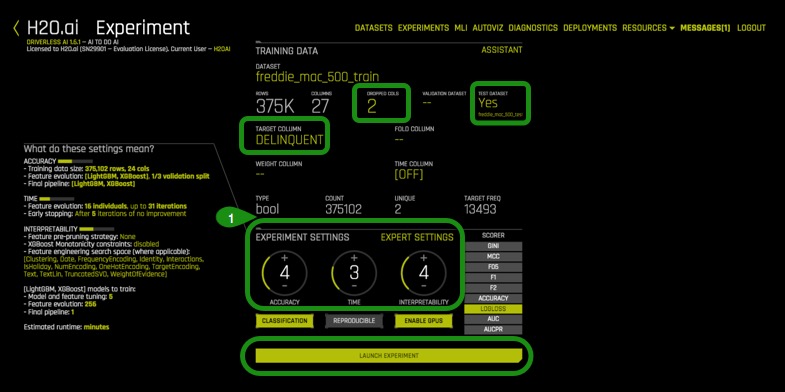 H2O.ai Experiment
DRIVERLESS AI 1.5.1 – AI TO DO AI
Licensed to H2O.ai (SN29901 – Evaluation License). Current User – H2OAI
DATASETS EXPERIMENTS MLI AUTOVIZ DIAGNOSTICS DEPLOYMENTS RESOURCES MESSAGES[1] LOGOUT
TRAINING DATA
ASSISTANT
DATASET
freddie_mac_500_train
ROWS COLUMNS DROPPED COLS VALIDATION DATASET TEST DATASET
375K 27 2 -- Yes
freddie_mac_500_test
TARGET COLUMN FOLD COLUMN
DELINQUENT --
WEIGHT COLUMN TIME COLUMN
-- [OFF]
TYPE COUNT UNIQUE TARGET FREQ
bool 375102 2 13493
What do these settings mean?
ACCURACY
- Training data size: 375,102 rows, 24 cols
- Feature evolution: [LightGBM, XGBoost], 1/3 validation split
- Final pipeline: [LightGBM, XGBoost]
TIME
- Feature evolution: 16 individuals, up to 31 iterations
- Early stopping: After 5 iterations of no improvement
INTERPRETABILITY
- Feature pre-pruning strategy: None
- XGBoost Monotonicity constraints: disabled
- Feature engineering search space (where applicable):
[Clustering, Date, FrequencyEncoding, Identity, Interactions,
IsHoliday, NumEncoding, OneHotEncoding, TargetEncoding,
Text, TextLin, TruncatedSVD, WeightOfEvidence]
[LightGBM, XGBoost] models to train:
- Model and feature tuning: 5
- Feature evolution: 256
- Final pipeline: 1
Estimated runtime: minutes
1
EXPERIMENT SETTINGS EXPERT SETTINGS
+ + +
4 3 4
- - -
ACCURACY TIME INTERPRETABILITY
CLASSIFICATION REPRODUCIBLE ENABLE GPUS
SCORER
GINI
MCC
F05
F1
F2
ACCURACY
LOGLOSS
AUC
AUCPR
LAUNCH EXPERIMENT